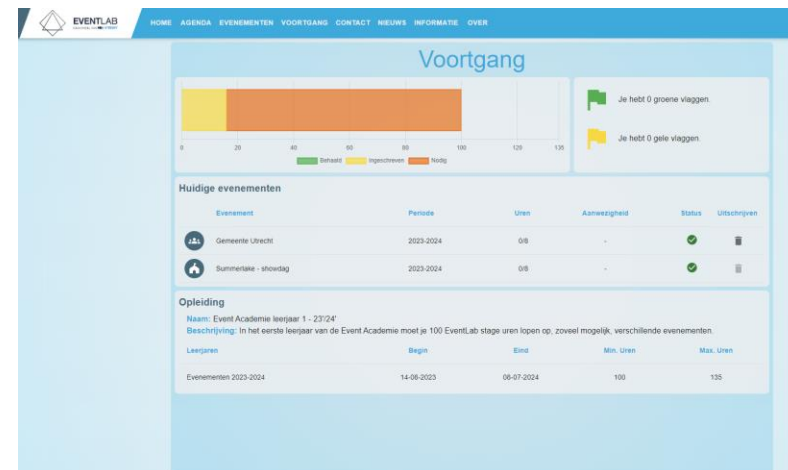 EVENTLAB
HOME AGENDA EVENEMENTEN VOORTGANG CONTACT NIEUWS INFORMATIE OVER
Voortgang
0 20 40 60 80 100 120 135
Behaald Ingeschreven Nodig
Je hebt 0 groene vlaggen.
Je hebt 0 gele vlaggen.
Huidige evenementen
Evenement Periode Uren Aanwezigheid Status Uitschrijven
Gemeente Utrecht 2023-2024 0/8 -
Summerlake - showdag 2023-2024 0/8 -
Opleiding
Naam: Event Academie leerjaar 1 - 23'/24'
Beschrijving: In het eerste leerjaar van de Event Academie moet je 100 EventLab stage uren lopen op, zoveel mogelijk, verschillende evenementen.
Leerjaren Begin Eind Min. Uren Max. Uren
Evenementen 2023-2024 14-06-2023 06-07-2024 100 135